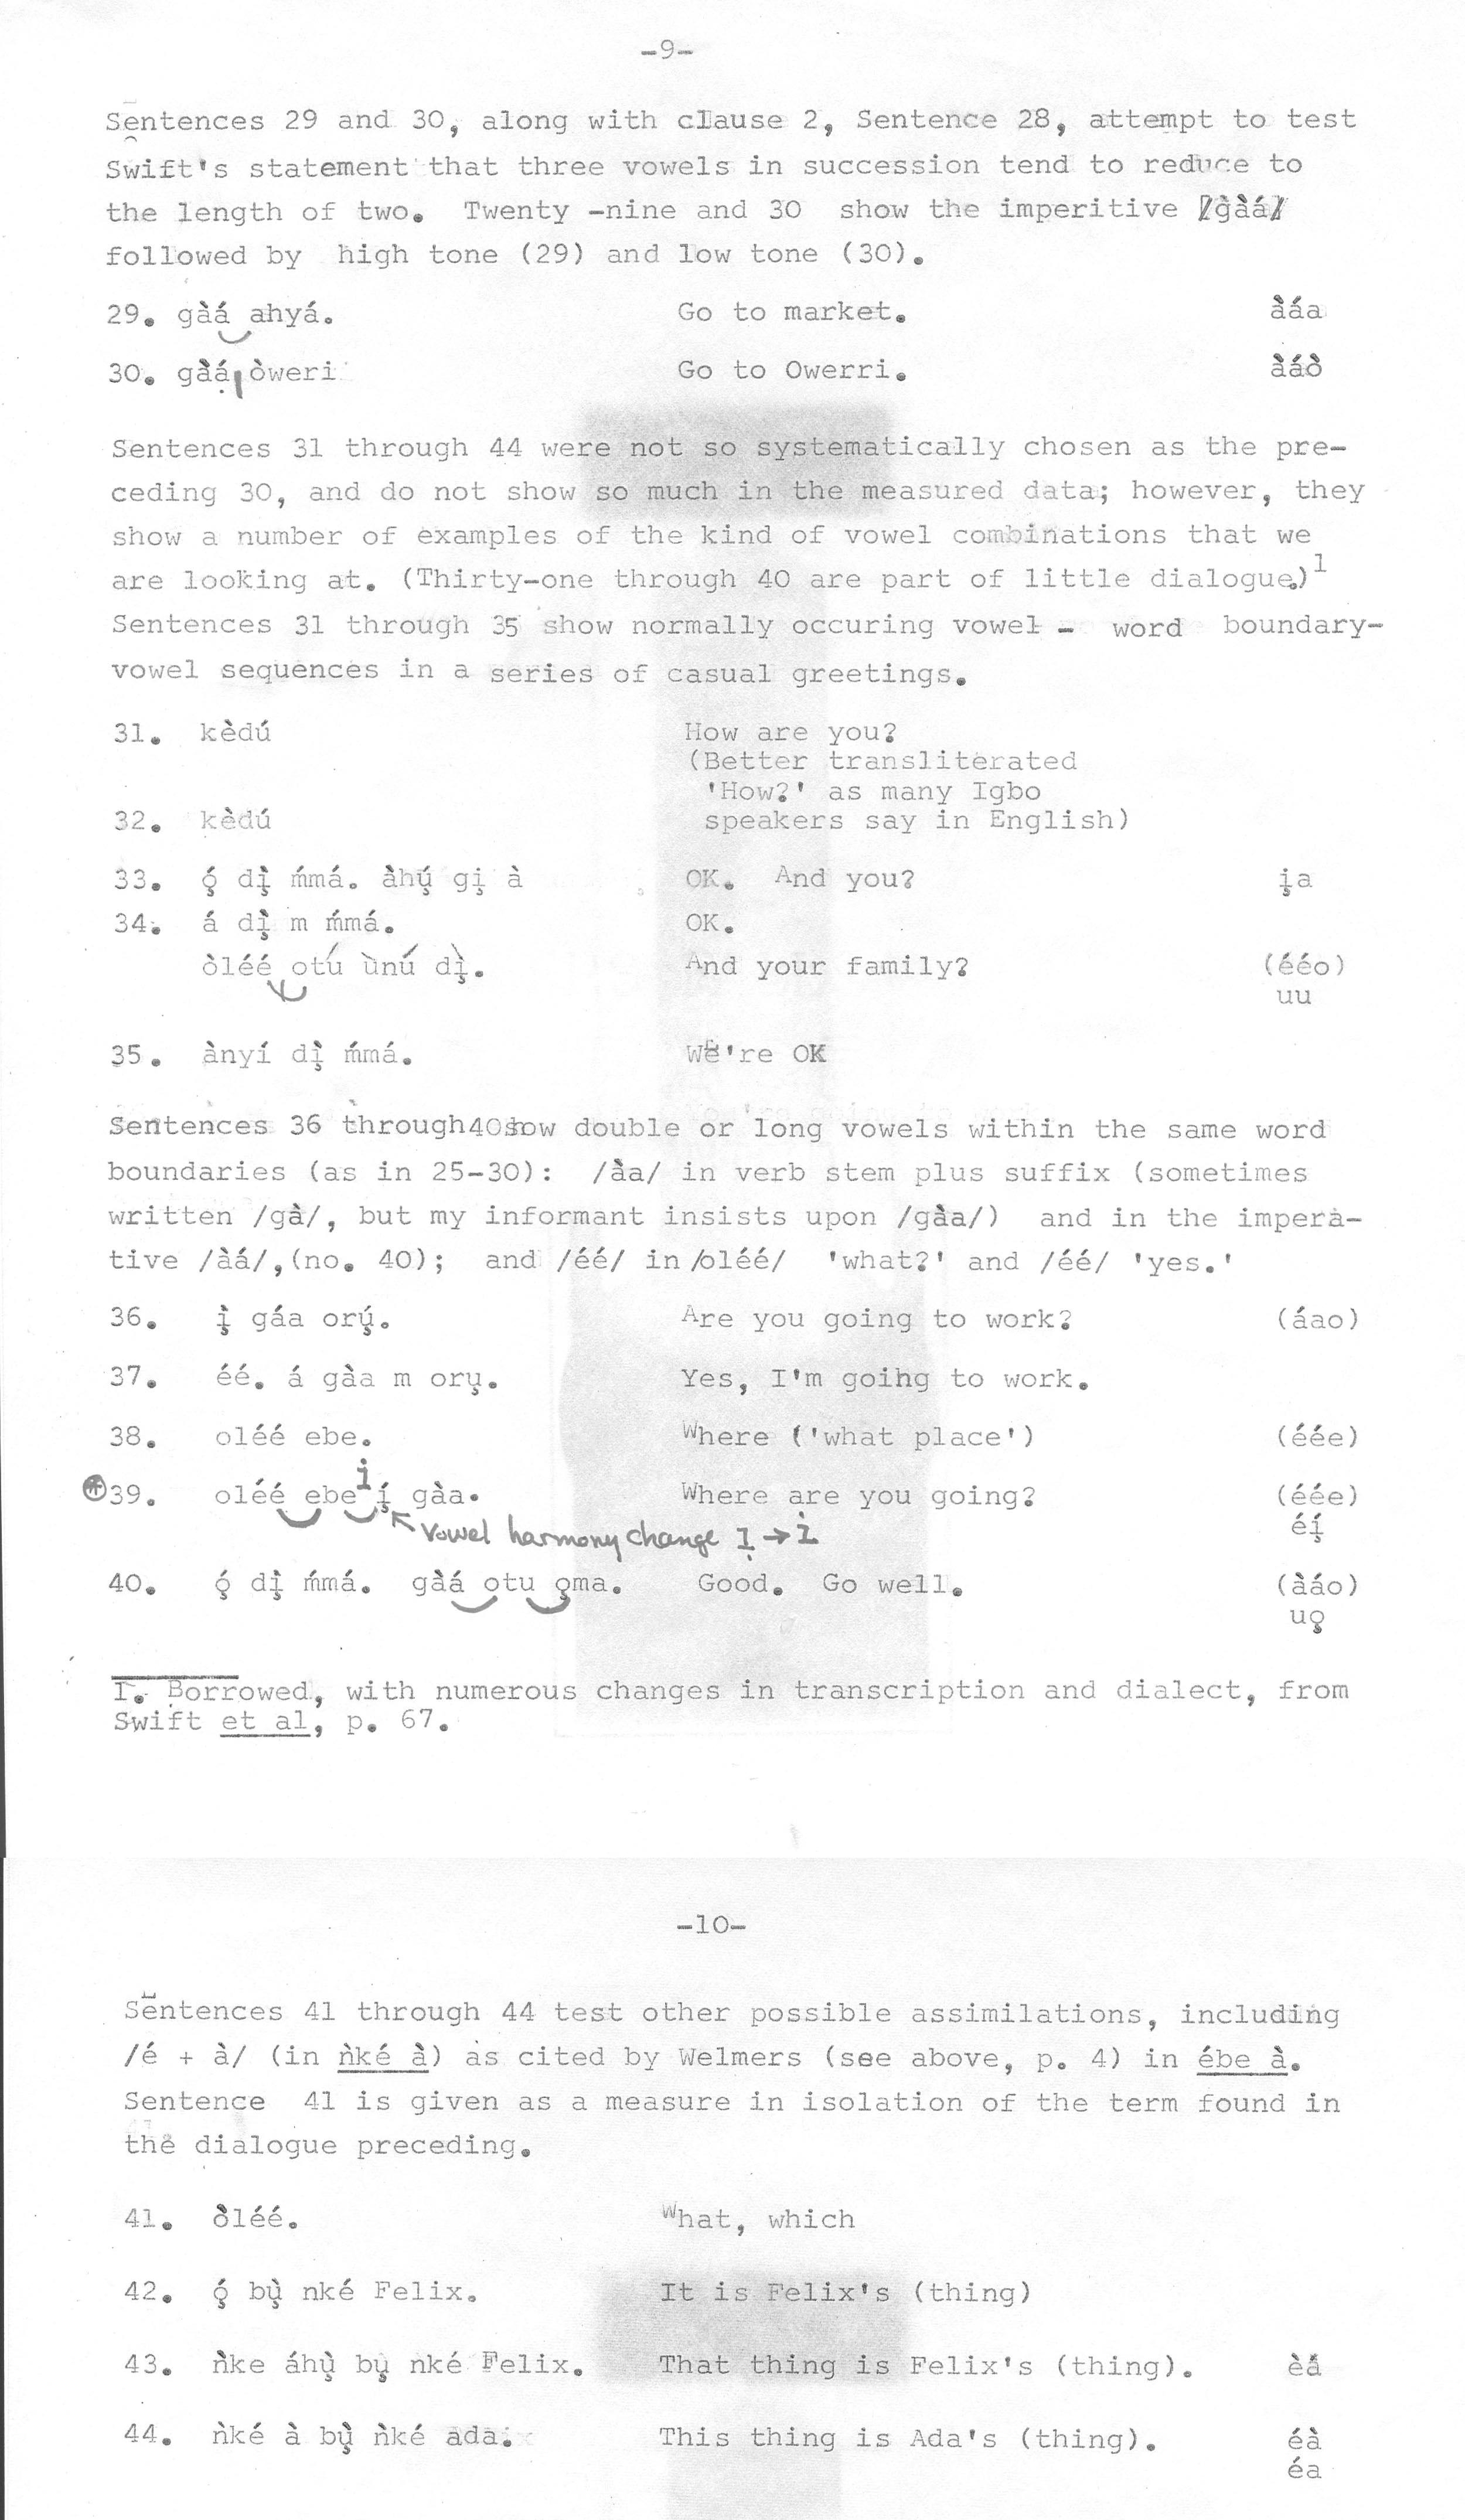 -9-
Sentences 29 and 30, along with clause 2, Sentence 28, attempt to test
Swift's statement that three vowels in succession tend to reduce to
the length of two. Twenty -nine and 30 show the imperitive /gàá/
followed by high tone (29) and low tone (30).
29. gàá ahyá. Go to market. àáa
30. gàá òweri Go to Owerri. àáò
Sentences 31 through 44 were not so systematically chosen as the pre-
ceding 30, and do not show so much in the measured data; however, they
show a number of examples of the kind of vowel combinations that we
are looking at. (Thirty-one through 40 are part of little dialogue.)1
Sentences 31 through 35 show normally occuring vowel - word boundary-
vowel sequences in a series of casual greetings.
31. kèdú How are you?
(Better transliterated
'How?' as many Igbo
32. kèdú speakers say in English)
33. ọ́ dị̀ ḿmá. àhụ́ gị à OK. And you? ịa
34. á dị̀ m ḿmá. OK.
òléé otú ùnú dị̀. And your family? (ééo)
uu
35. ànyí dị̀ ḿmá. We're OK
Sentences 36 through40show double or long vowels within the same word
boundaries (as in 25-30): /àa/ in verb stem plus suffix (sometimes
written /gà/, but my informant insists upon /gàa/) and in the impera-
tive /àá/,(no. 40); and /éé/ in /oléé/ 'what?' and /éé/ 'yes.'
36. ị̀ gáa orụ́. Are you going to work? (áao)
37. éé. á gàa m orụ. Yes, I'm goihg to work.
38. oléé ebe. Where ('what place') (éée)
*39. oléé ebe i ị́ gàa. Where are you going? (éée)
vowel harmony change ị → i éị́
40. ọ́ dị̀ ḿmá. gàá otu ọma. Good. Go well. (àáo)
uọ
1. Borrowed, with numerous changes in transcription and dialect, from
Swift et al, p. 67.
-10-
Sentences 41 through 44 test other possible assimilations, including
/é + à/ (in ǹké à) as cited by Welmers (see above, p. 4) in ébe à.
Sentence 41 is given as a measure in isolation of the term found in
the dialogue preceding.
41. òléé. What, which
42. ọ́ bụ̀ nké Felix. It is Felix's (thing)
43. ǹke áhụ̀ bụ nké Felix. That thing is Felix's (thing). èá
44. ǹké à bụ̀ ǹké ada. This thing is Ada's (thing). éà
éa